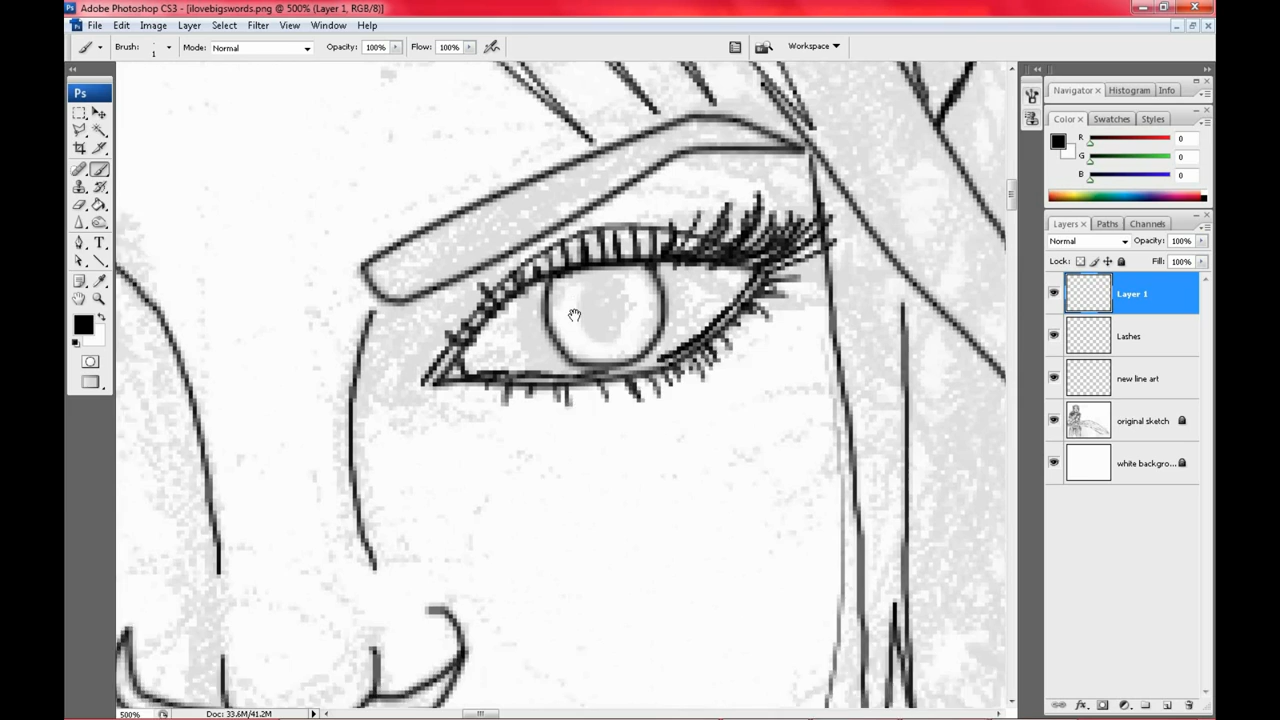 Adobe Photoshop CS3 - [ilovebigswords.png @ 500% (Layer 1, RGB/8)]
File Edit Image Layer Select Filter View Window Help
Brush: 1 Mode: Normal Opacity: 100% Flow: 100% Workspace
Ps
Navigator Histogram Info
Color Swatches Styles
R 0
G 0
B 0
Layers Paths Channels
Normal Opacity: 100%
Lock: Fill: 100%
Layer 1
Lashes
new line art
original sketch
white backgro...
T
500% Doc: 33.6M/41.2M